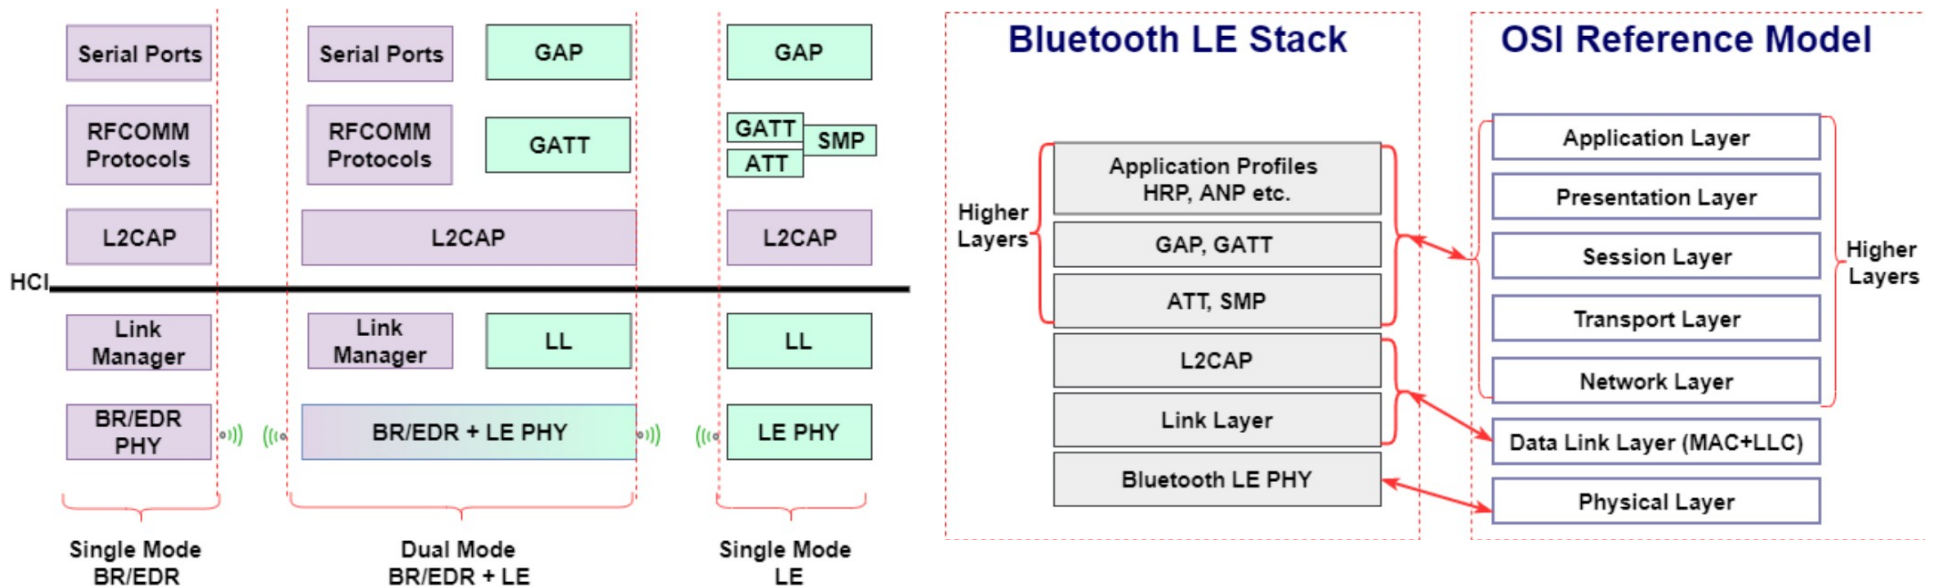 Serial Ports
Serial Ports
GAP
GAP
RFCOMM
Protocols
RFCOMM
Protocols
GATT
GATT
SMP
ATT
L2CAP
L2CAP
L2CAP
HCI
Link
Manager
Link
Manager
LL
LL
BR/EDR
PHY
BR/EDR + LE PHY
LE PHY
Single Mode
BR/EDR
Dual Mode
BR/EDR + LE
Single Mode
LE
Bluetooth LE Stack
Higher
Layers
Application Profiles
HRP, ANP etc.
GAP, GATT
ATT, SMP
L2CAP
Link Layer
Bluetooth LE PHY
OSI Reference Model
Application Layer
Presentation Layer
Session Layer
Transport Layer
Network Layer
Data Link Layer (MAC+LLC)
Physical Layer
Higher
Layers